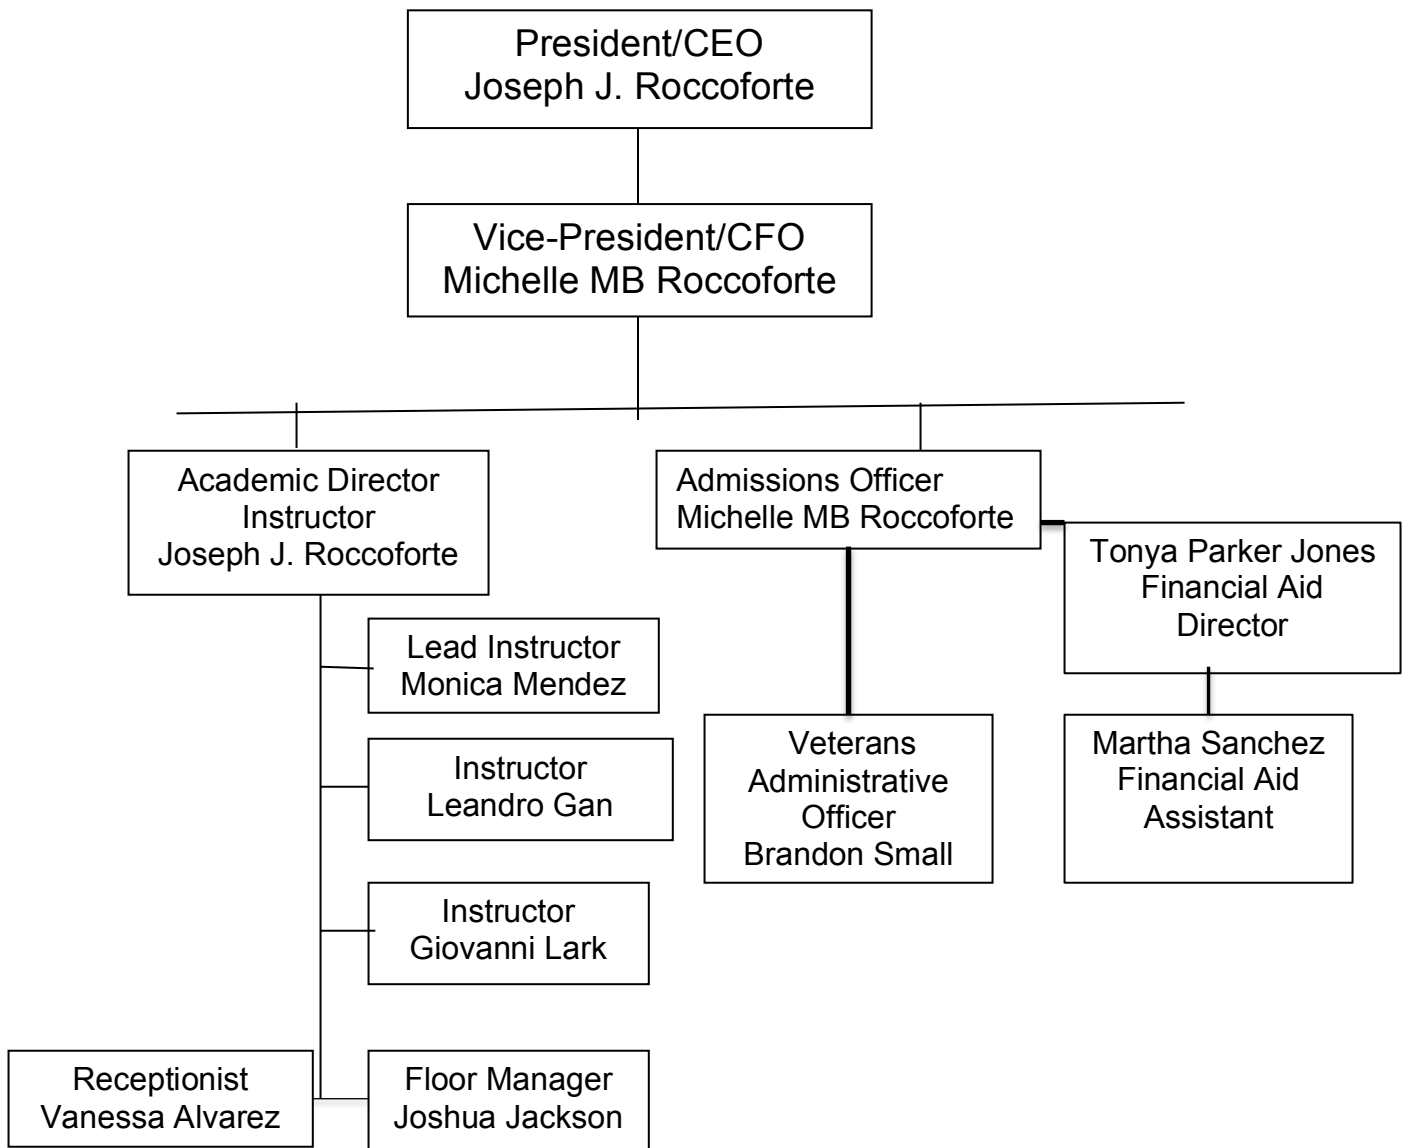 President/CEO
Joseph J. Roccoforte
Vice-President/CFO
Michelle MB Roccoforte
Academic Director
Instructor
Joseph J. Roccoforte
Admissions Officer
Michelle MB Roccoforte
Tonya Parker Jones
Financial Aid
Director
Lead Instructor
Monica Mendez
Instructor
Leandro Gan
Veterans
Administrative
Officer
Brandon Small
Martha Sanchez
Financial Aid
Assistant
Instructor
Giovanni Lark
Receptionist
Vanessa Alvarez
Floor Manager
Joshua Jackson